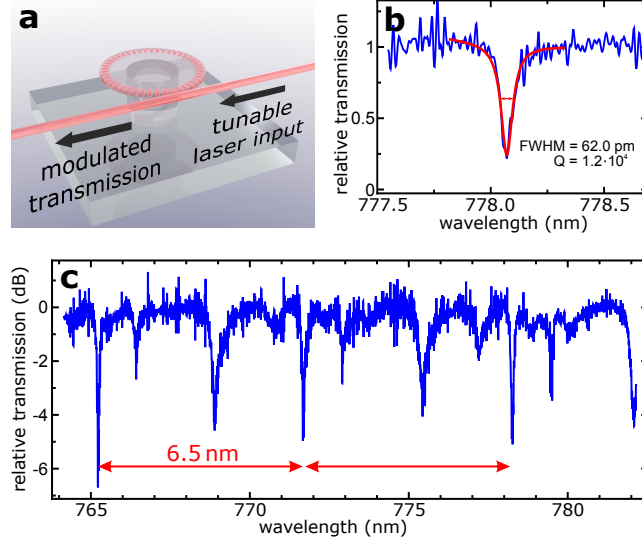 a
tunable
laser input
modulated
transmission
b
relative transmission
1
0.5
0
FWHM = 62.0 pm
Q = 1.2·10⁴
777.5
778.0
778.5
wavelength (nm)
c
relative transmission (dB)
0
-2
-4
-6
6.5 nm
765
770
775
780
wavelength (nm)